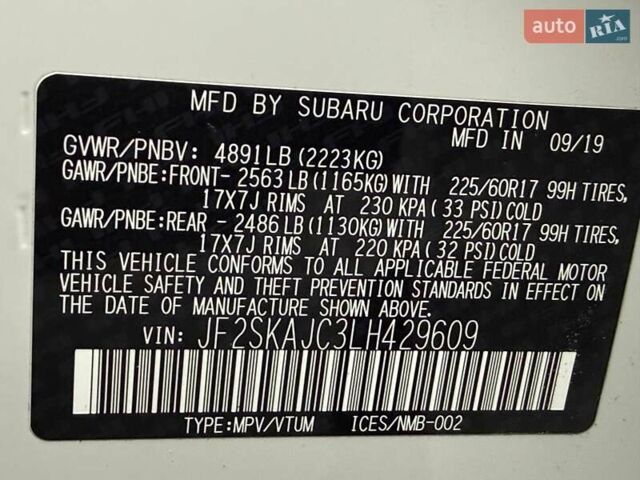 auto RIA.com
MFD BY SUBARU CORPORATION
MFD IN 09/19
GVWR/PNBV: 4891LB (2223KG)
GAWR/PNBE:FRONT- 2563 LB (1165KG) WITH 225/60R17 99H TIRES,
17X7J RIMS AT 230 KPA ( 33 PSI) COLD
GAWR/PNBE:REAR - 2486 LB (1130KG) WITH 225/60R17 99H TIRES,
17X7J RIMS AT 220 KPA ( 32 PSI) COLD
THIS VEHICLE CONFORMS TO ALL APPLICABLE FEDERAL MOTOR
VEHICLE SAFETY AND THEFT PREVENTION STANDARDS IN EFFECT ON
THE DATE OF MANUFACTURE SHOWN ABOVE.
VIN: JF2SKAJC3LH429609
TYPE:MPV/VTUM ICES/NMB-002